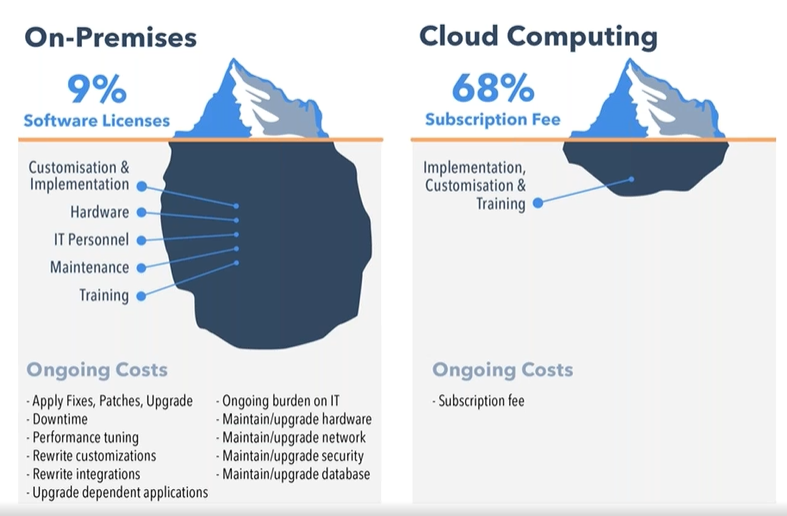 On-Premises
9%
Software Licenses
Customisation &
Implementation
Hardware
IT Personnel
Maintenance
Training
Ongoing Costs
- Apply Fixes, Patches, Upgrade
- Downtime
- Performance tuning
- Rewrite customizations
- Rewrite integrations
- Upgrade dependent applications
- Ongoing burden on IT
- Maintain/upgrade hardware
- Maintain/upgrade network
- Maintain/upgrade security
- Maintain/upgrade database
Cloud Computing
68%
Subscription Fee
Implementation,
Customisation &
Training
Ongoing Costs
- Subscription fee